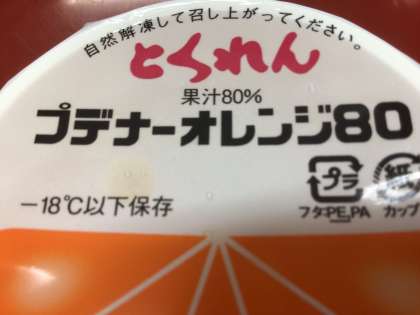 自然解凍して召し上がってください。
とくれん
果汁80%
プデナーオレンジ80
プラ
紙
フタPE,PA
カップ
−18℃以下保存